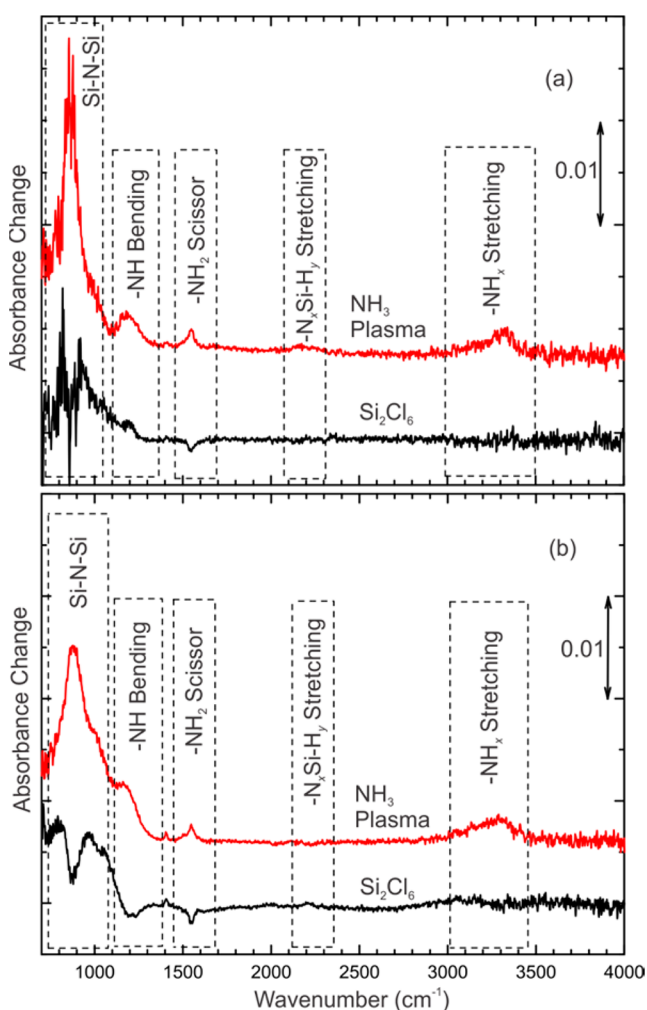 (a)
Absorbance Change
Si-N-Si
-NH Bending
-NH₂ Scissor
-NₓSi-Hᵧ Stretching
-NHₓ Stretching
0.01
NH₃
Plasma
Si₂Cl₆
(b)
Absorbance Change
Si-N-Si
-NH Bending
-NH₂ Scissor
-NₓSi-Hᵧ Stretching
-NHₓ Stretching
0.01
NH₃
Plasma
Si₂Cl₆
1000 1500 2000 2500 3000 3500 4000
Wavenumber (cm⁻¹)